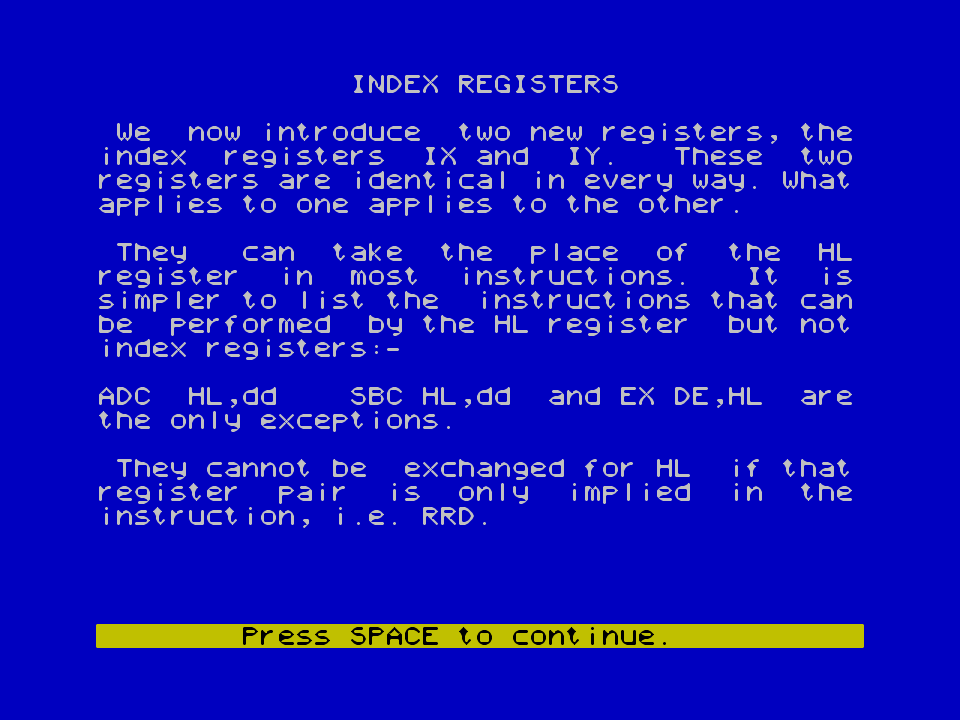 INDEX REGISTERS
We now introduce two new registers, the
index registers IX and IY. These two
registers are identical in every way. What
applies to one applies to the other.
They can take the place of the HL
register in most instructions. It is
simpler to list the instructions that can
be performed by the HL register but not
index registers:-
ADC HL,dd SBC HL,dd and EX DE,HL are
the only exceptions.
They cannot be exchanged for HL if that
register pair is only implied in the
instruction, i.e. RRD.
Press SPACE to continue.